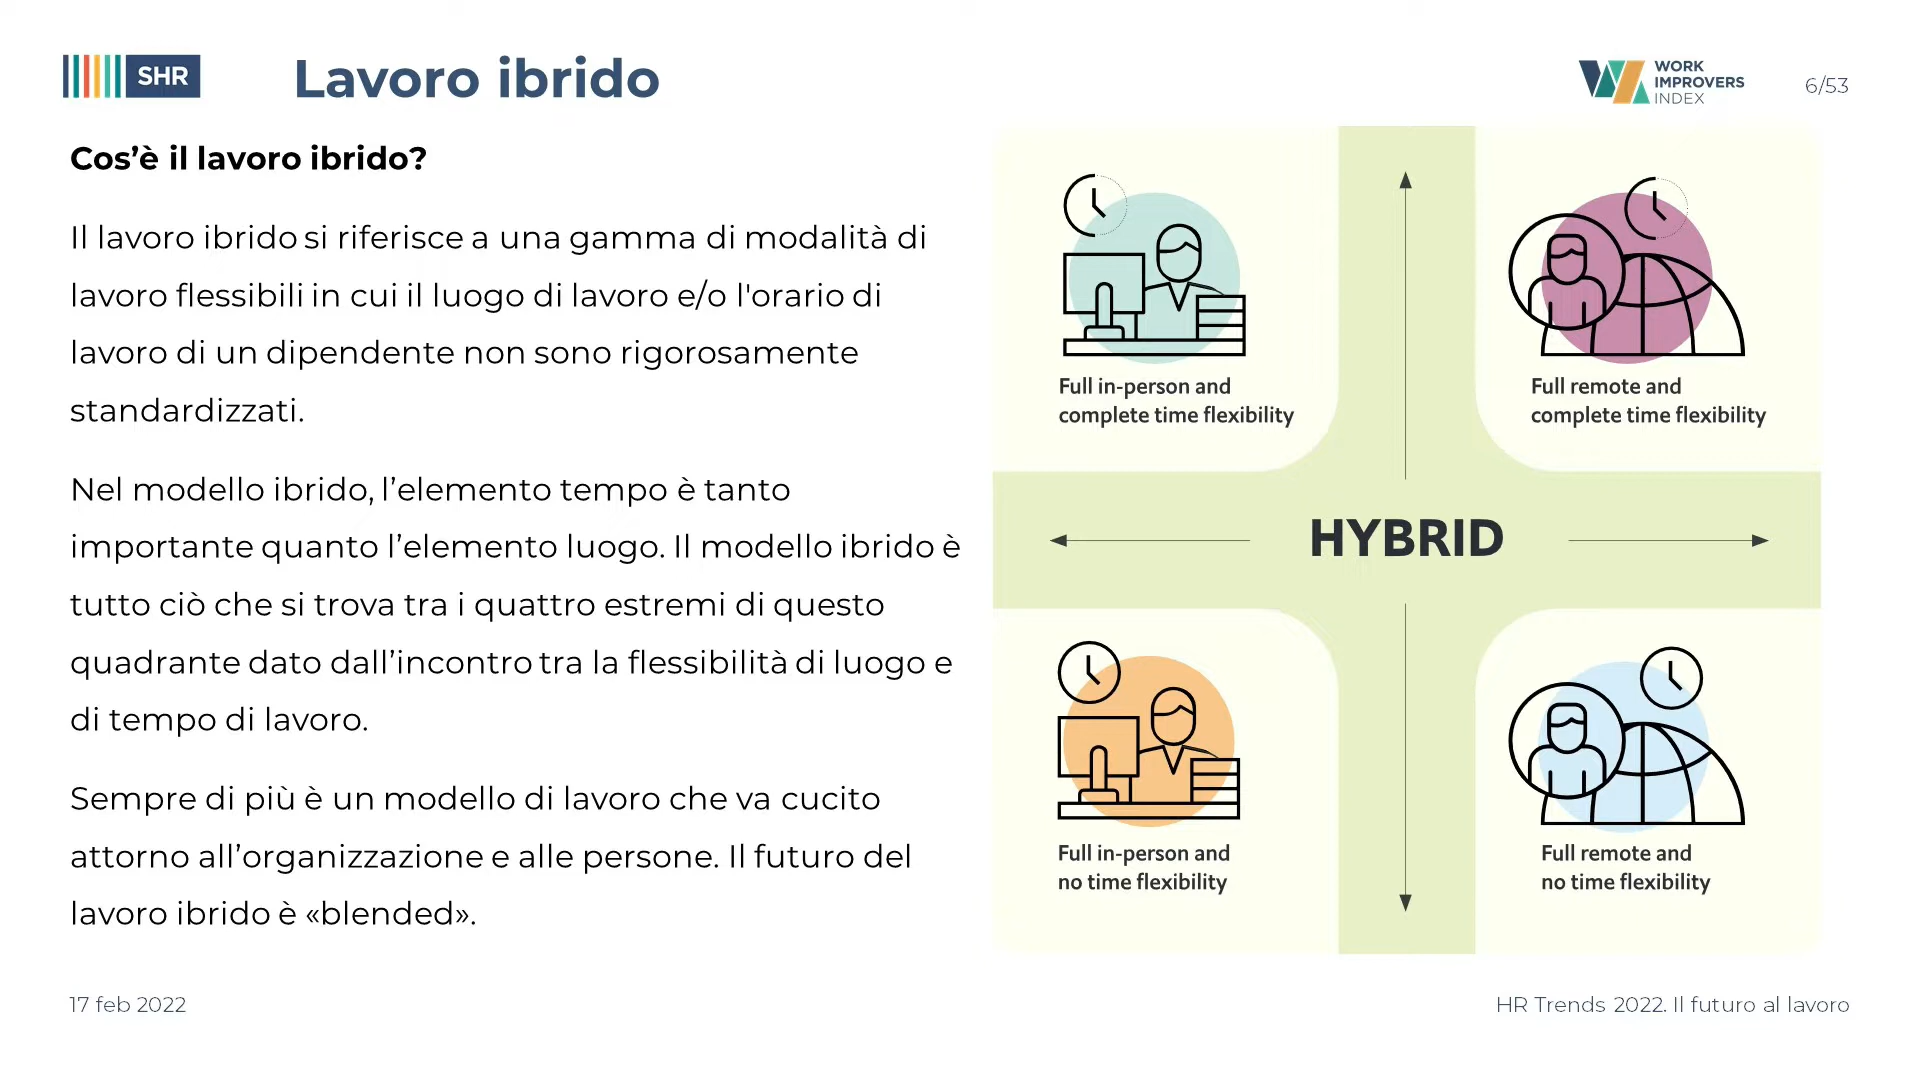 SHR
Lavoro ibrido
WORK
IMPROVERS
INDEX
6/53
Cos’è il lavoro ibrido?
Il lavoro ibrido si riferisce a una gamma di modalità di
lavoro flessibili in cui il luogo di lavoro e/o l'orario di
lavoro di un dipendente non sono rigorosamente
standardizzati.
Nel modello ibrido, l’elemento tempo è tanto
importante quanto l’elemento luogo. Il modello ibrido è
tutto ciò che si trova tra i quattro estremi di questo
quadrante dato dall’incontro tra la flessibilità di luogo e
di tempo di lavoro.
Sempre di più è un modello di lavoro che va cucito
attorno all’organizzazione e alle persone. Il futuro del
lavoro ibrido è «blended».
Full in-person and
complete time flexibility
Full remote and
complete time flexibility
HYBRID
Full in-person and
no time flexibility
Full remote and
no time flexibility
17 feb 2022
HR Trends 2022. Il futuro al lavoro